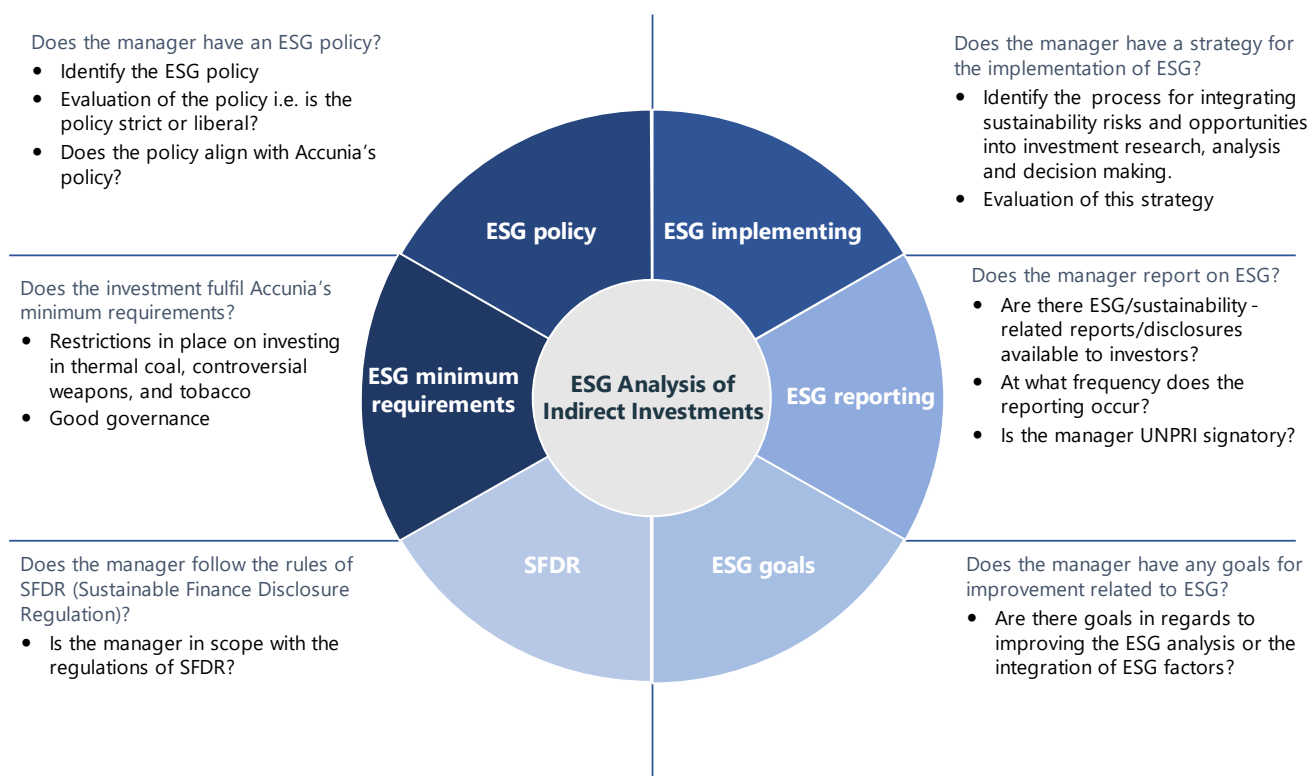 Does the manager have an ESG policy?
• Identify the ESG policy
• Evaluation of the policy i.e. is the
policy strict or liberal?
• Does the policy align with Accunia's
policy?
Does the manager have a strategy for
the implementation of ESG?
• Identify the process for integrating
sustainability risks and opportunities
into investment research, analysis
and decision making.
• Evaluation of this strategy
ESG policy
ESG implementing
Does the investment fulfil Accunia's
minimum requirements?
• Restrictions in place on investing
in thermal coal, controversial
weapons, and tobacco
• Good governance
ESG minimum
requirements
ESG Analysis of
Indirect Investments
ESG reporting
Does the manager report on ESG?
• Are there ESG/sustainability -
related reports/disclosures
available to investors?
• At what frequency does the
reporting occur?
• Is the manager UNPRI signatory?
SFDR
ESG goals
Does the manager follow the rules of
SFDR (Sustainable Finance Disclosure
Regulation)?
• Is the manager in scope with the
regulations of SFDR?
Does the manager have any goals for
improvement related to ESG?
• Are there goals in regards to
improving the ESG analysis or the
integration of ESG factors?